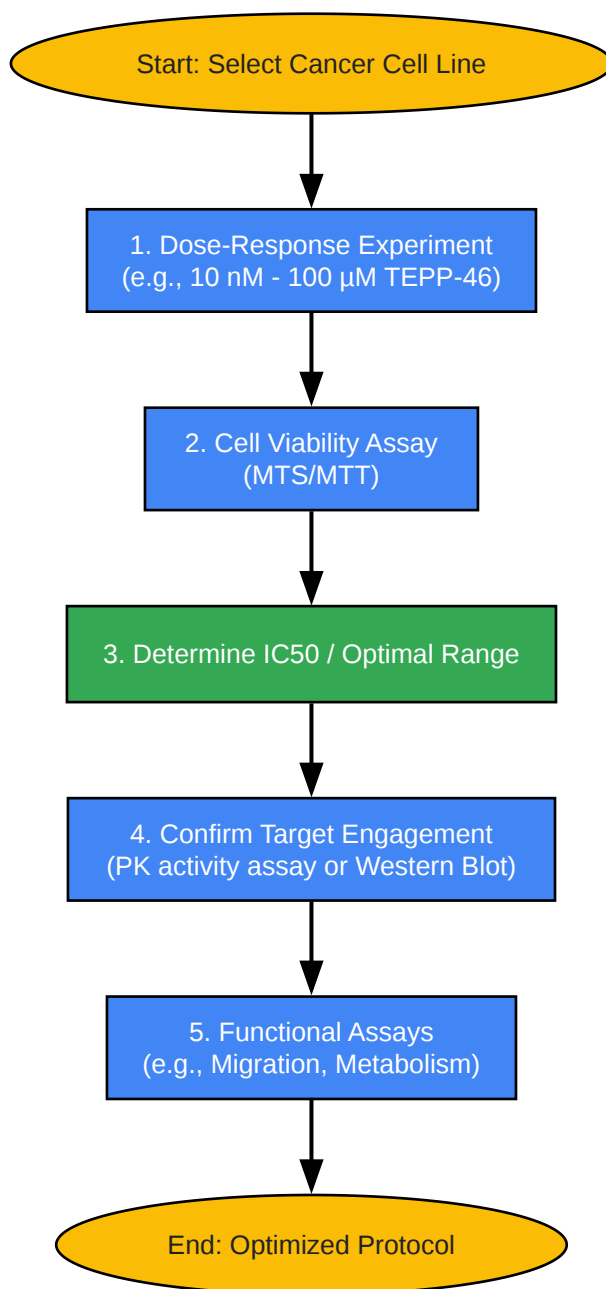 Start: Select Cancer Cell Line
1. Dose-Response Experiment
(e.g., 10 nM - 100 µM TEPP-46)
2. Cell Viability Assay
(MTS/MTT)
3. Determine IC50 / Optimal Range
4. Confirm Target Engagement
(PK activity assay or Western Blot)
5. Functional Assays
(e.g., Migration, Metabolism)
End: Optimized Protocol